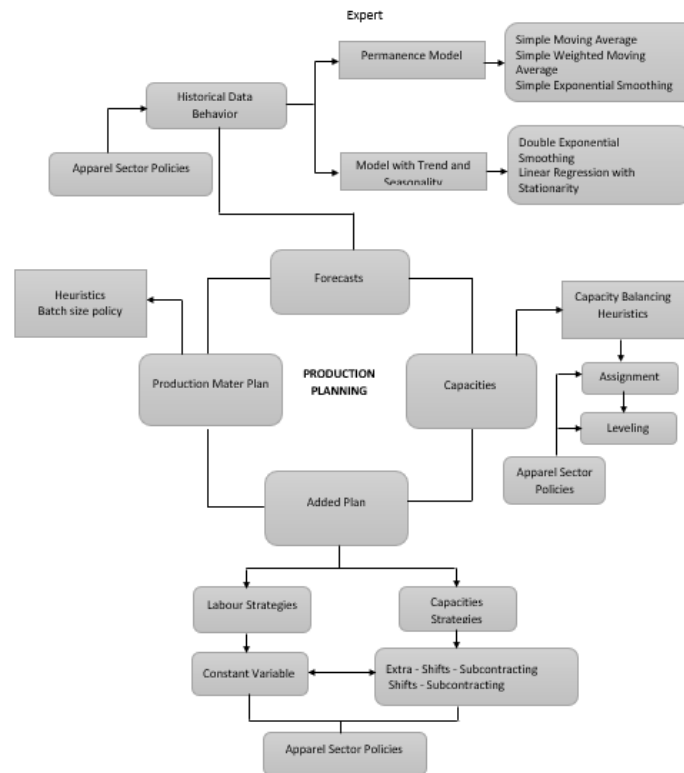 Expert
Permanence Model
Simple Moving Average
Simple Weighted Moving
Average
Simple Exponential Smoothing
Historical Data
Behavior
Apparel Sector Policies
Model with Trend and
Seasonality
Double Exponential
Smoothing
Linear Regression with
Stationarity
Forecasts
Heuristics
Batch size policy
Capacity Balancing
Heuristics
Production Mater Plan
PRODUCTION
PLANNING
Capacities
Assignment
Leveling
Apparel Sector
Policies
Added Plan
Labour Strategies
Capacities
Strategies
Constant Variable
Extra - Shifts - Subcontracting
Shifts - Subcontracting
Apparel Sector Policies